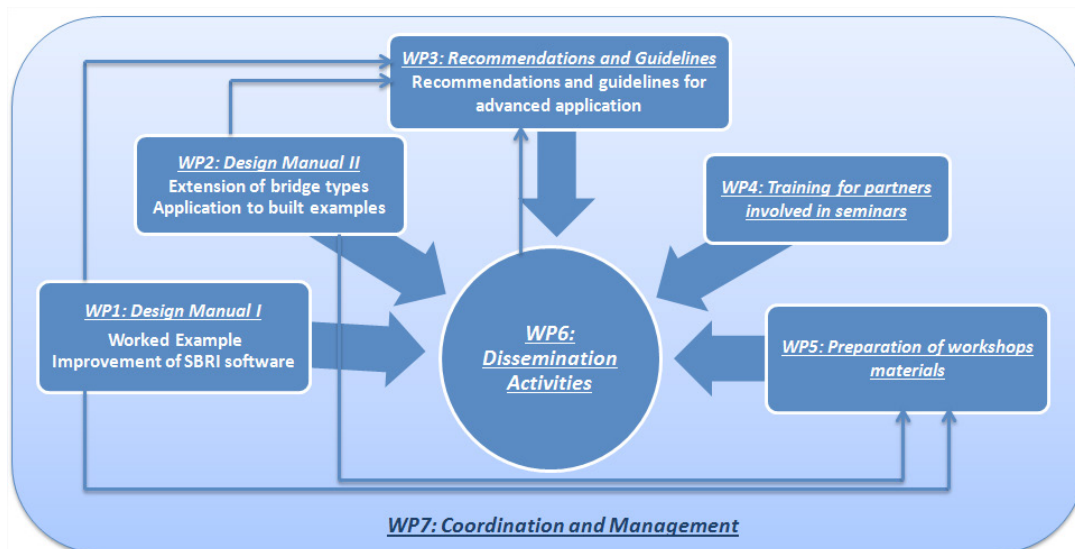 WP3: Recommendations and Guidelines
Recommendations and guidelines for
advanced application
WP2: Design Manual II
Extension of bridge types
Application to built examples
WP4: Training for partners
involved in seminars
WP1: Design Manual I
Worked Example
Improvement of SBRI software
WP6:
Dissemination
Activities
WP5: Preparation of workshops
materials
WP7: Coordination and Management